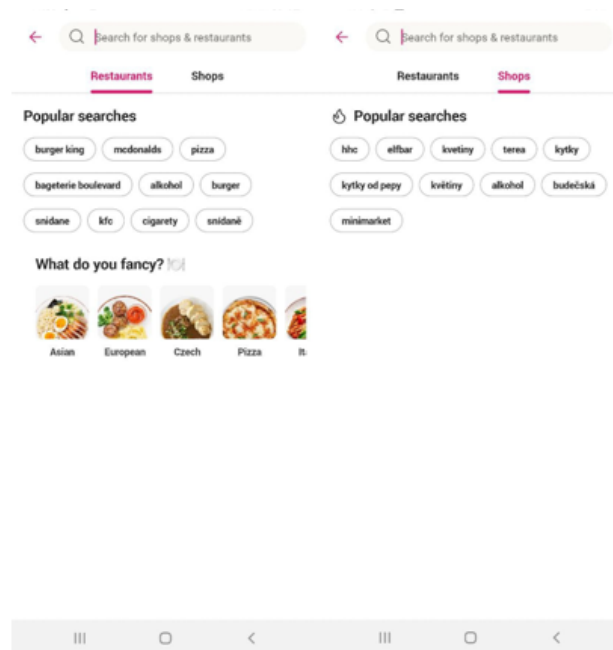 Search for shops & restaurants
Restaurants Shops
Popular searches
burger king mcdonalds pizza
bageterie boulevard alkohol burger
snidane kfc cigarety snídaně
What do you fancy?
Asian European Czech Pizza It
Search for shops & restaurants
Restaurants Shops
Popular searches
hhc elfbar kvetiny terea kytky
kytky od pepy květiny alkohol budečská
minimarket